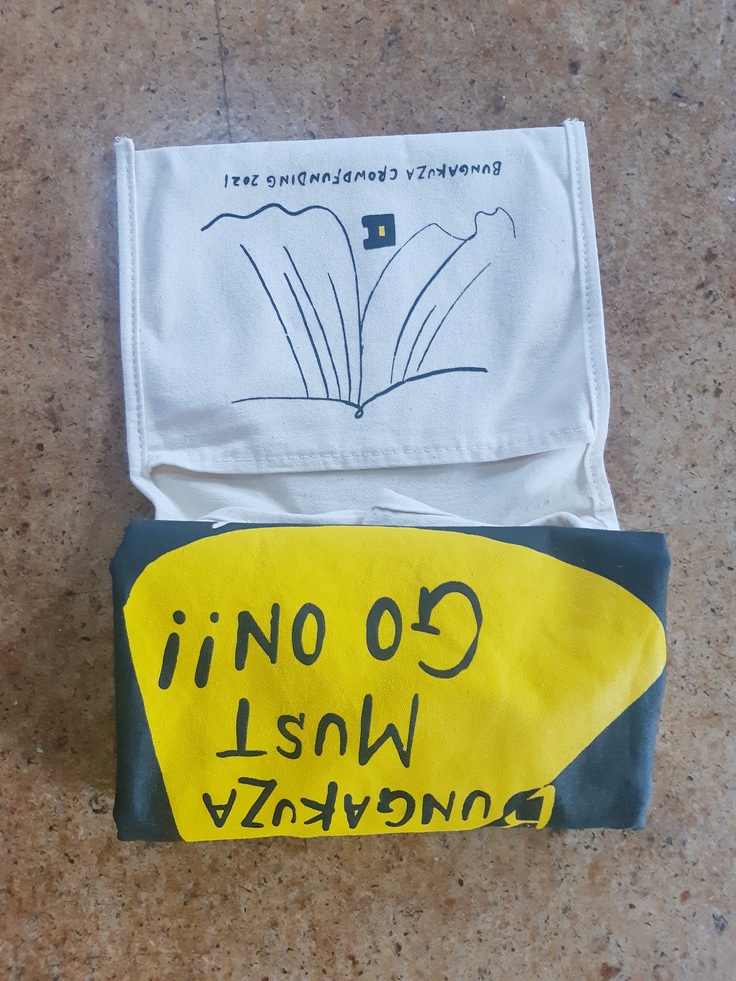 BUNGAKUZA
MUST
GO ON!!
BUNGAKUZA CROWDFUNDING 2021